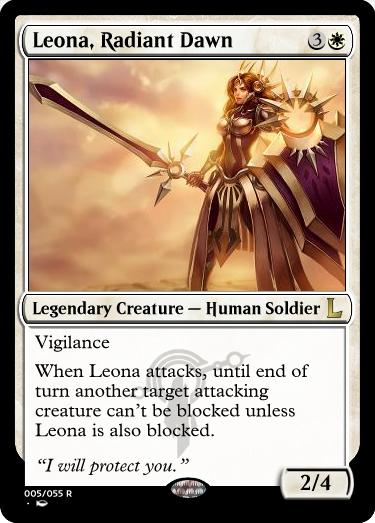 Leona, Radiant Dawn 3
Legendary Creature — Human Soldier L
Vigilance
When Leona attacks, until end of
turn another target attacking
creature can't be blocked unless
Leona is also blocked.
"I will protect you."
2/4
005/055 R